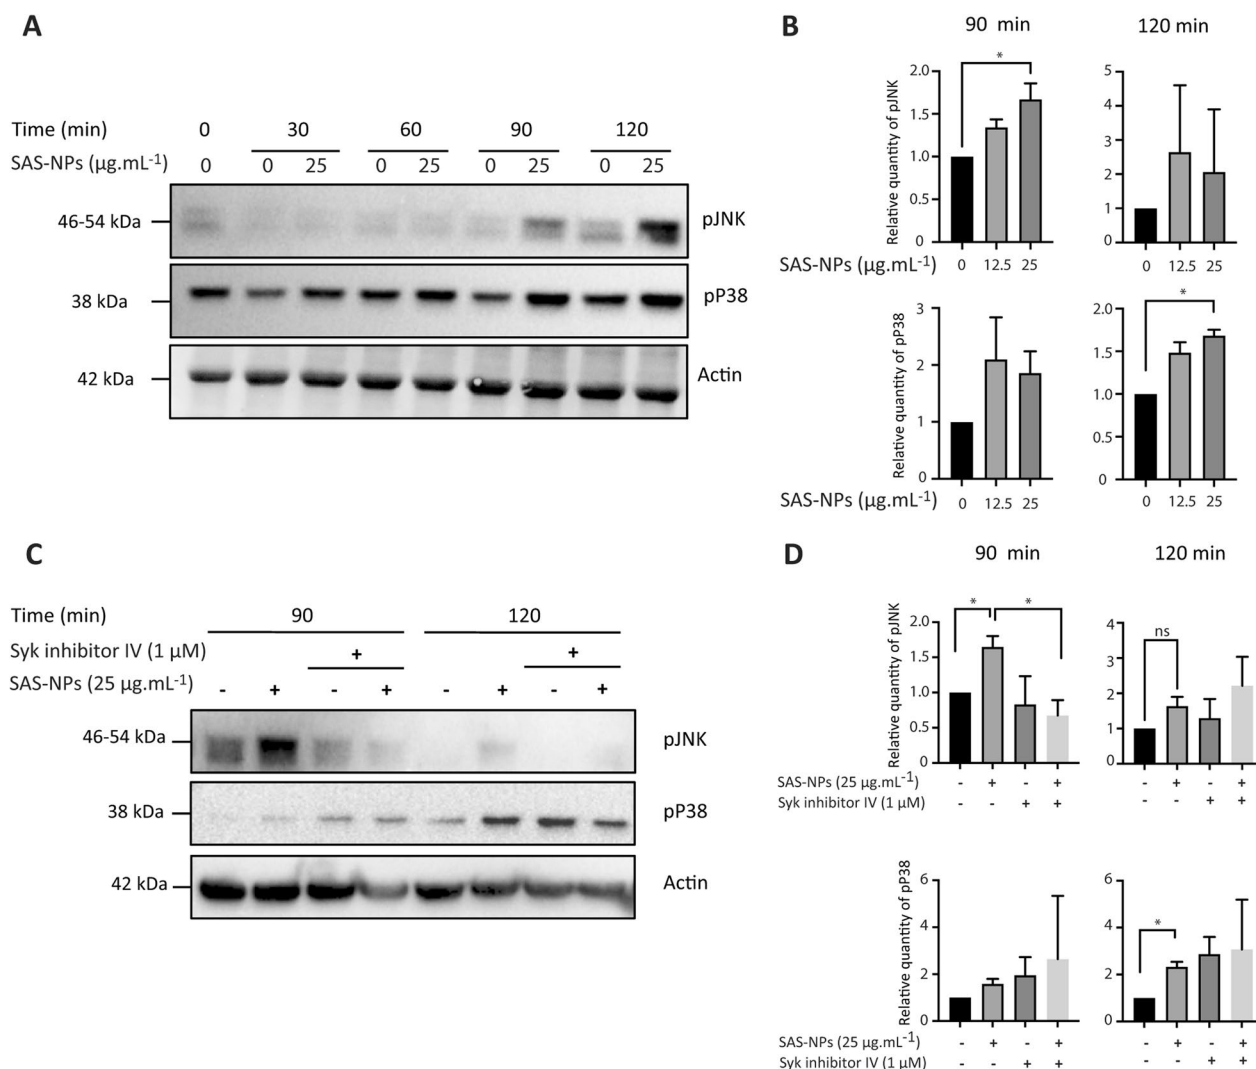 A
Time (min) 0 30 60 90 120
SAS-NPs (µg.mL-1) 0 0 25 0 25 0 25 0 25
46-54 kDa pJNK
38 kDa pP38
42 kDa Actin
B
90 min 120 min
Relative quantity of pJNK
2.0
1.5
1.0
0.5
0
5
4
3
2
1
0
*
SAS-NPs (µg.mL-1) 0 12.5 25 0 12.5 25
Relative quantity of pP38
3
2
1
0
2.0
1.5
1.0
0.5
0
*
SAS-NPs (µg.mL-1) 0 12.5 25 0 12.5 25
C
Time (min) 90 120
Syk inhibitor IV (1 µM) + +
SAS-NPs (25 µg.mL-1) - + - + - + - +
46-54 kDa pJNK
38 kDa pP38
42 kDa Actin
D
90 min 120 min
Relative quantity of pJNK
2.0
1.5
1.0
0.5
0
* *
4
3
2
1
0
ns
SAS-NPs (25 µg.mL-1) - + - + - + - +
Syk inhibitor IV (1 µM) - - + + - - + +
Relative quantity of pP38
6
4
2
0
6
4
2
0
*
SAS-NPs (25 µg.mL-1) - + - + - + - +
Syk inhibitor IV (1 µM) - - + + - - + +